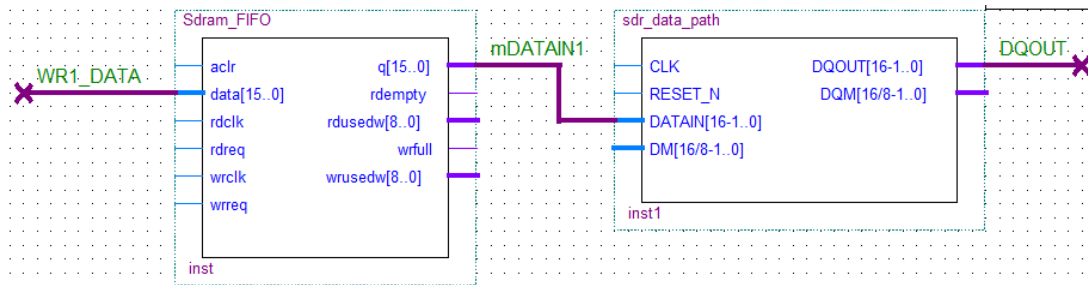 Sdram_FIFO
sdr_data_path
mDATAIN1
DQOUT
WR1_DATA
aclr
q[15..0]
data[15..0]
rdempty
rdclk
rdusedw[8..0]
rdreq
wrfull
wrclk
wrusedw[8..0]
wrreq
inst
CLK
DQOUT[16-1..0]
RESET_N
DQM[16/8-1..0]
DATAIN[16-1..0]
DM[16/8-1..0]
inst1